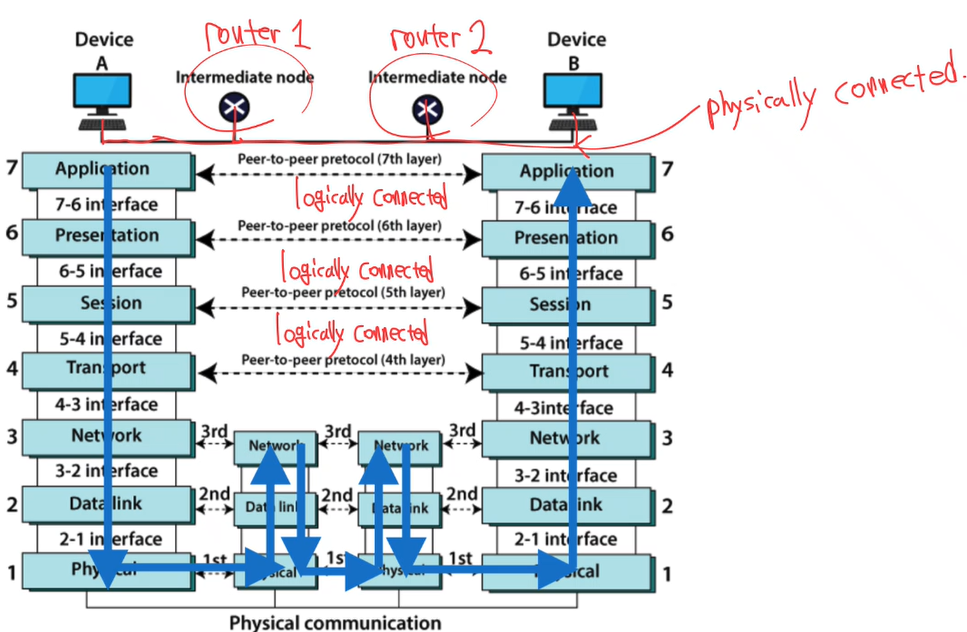 router 1
router 2
Device
A
Intermediate node
Intermediate node
Device
B
physically connected.
7
Application
Peer-to-peer pretocol (7th layer)
Application
7
7-6 interface
logically connected
7-6 interface
6
Presentation
Peer-to-peer pretocol (6th layer)
Presentation
6
6-5 interface
logically connected
6-5 interface
5
Session
Peer-to-peer pretocol (5th layer)
Session
5
5-4 interface
logically connected
5-4 interface
4
Transport
Peer-to-peer pretocol (4th layer)
Transport
4
4-3 interface
4-3interface
3
Network
3rd
Network
3rd
Network
3rd
Network
3
3-2 interface
3-2 interface
2
Data link
2nd
Data link
2nd
Data link
2nd
Data link
2
2-1 interface
2-1 interface
1
Physical
1st
Physical
1st
Physical
1st
Physical
1
Physical communication